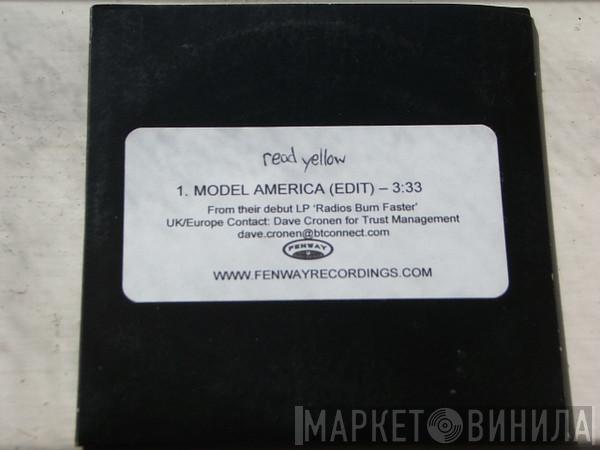 read yellow
1. MODEL AMERICA (EDIT) – 3:33
From their debut LP ‘Radios Burn Faster’
UK/Europe Contact: Dave Cronen for Trust Management
dave.cronen@btconnect.com
FENWAY
WWW.FENWAYRECORDINGS.COM
МАРКЕТ ВИНИЛА